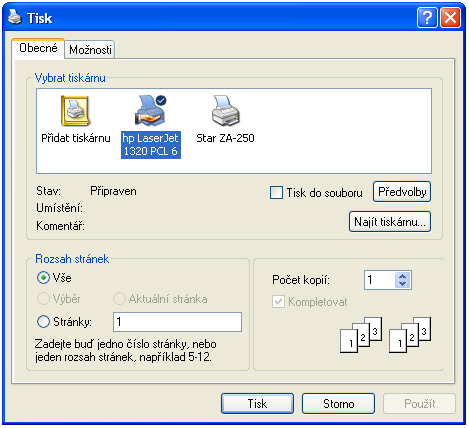 Tisk
Obecné Možnosti
Vybrat tiskárnu
Přidat tiskárnu hp LaserJet 1320 PCL 6 Star ZA-250
Stav: Připraven
Umístění:
Komentář:
Tisk do souboru Předvolby
Najít tiskárnu...
Rozsah stránek
Vše
Výběr Aktuální stránka
Stránky: 1
Zadejte buď jedno číslo stránky, nebo
jeden rozsah stránek, například 5-12.
Počet kopií: 1
Kompletovat
1 2 3 1 2 3
Tisk Storno Použít